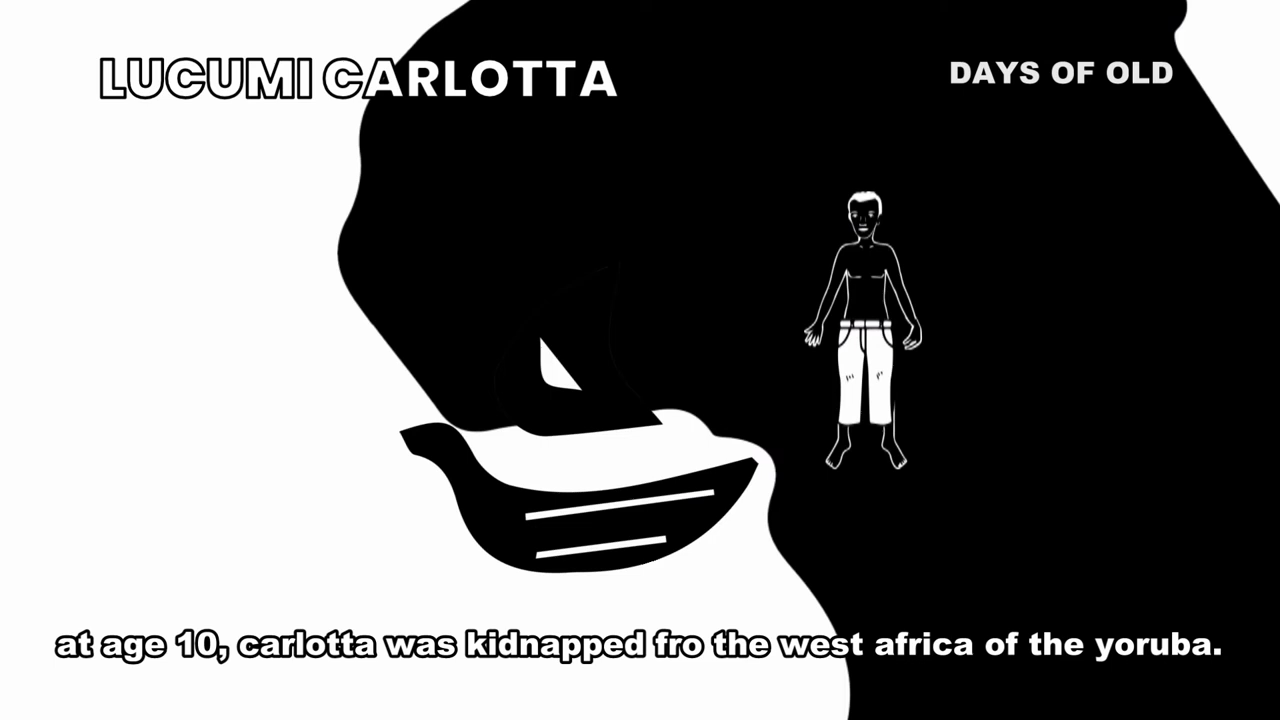 LUCUMI CARLOTTA
DAYS OF OLD
at age 10, carlotta was kidnapped fro the west africa of the yoruba.